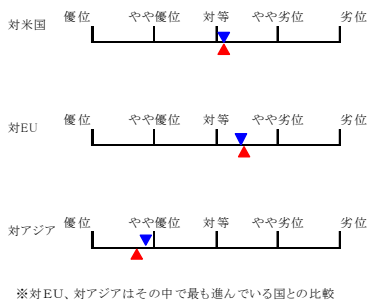 優位 やや優位 対等 やや劣位 劣位
対米国
優位 やや優位 対等 やや劣位 劣位
対EU
優位 やや優位 対等 やや劣位 劣位
対アジア
※対EU、対アジアはその中で最も進んでいる国との比較